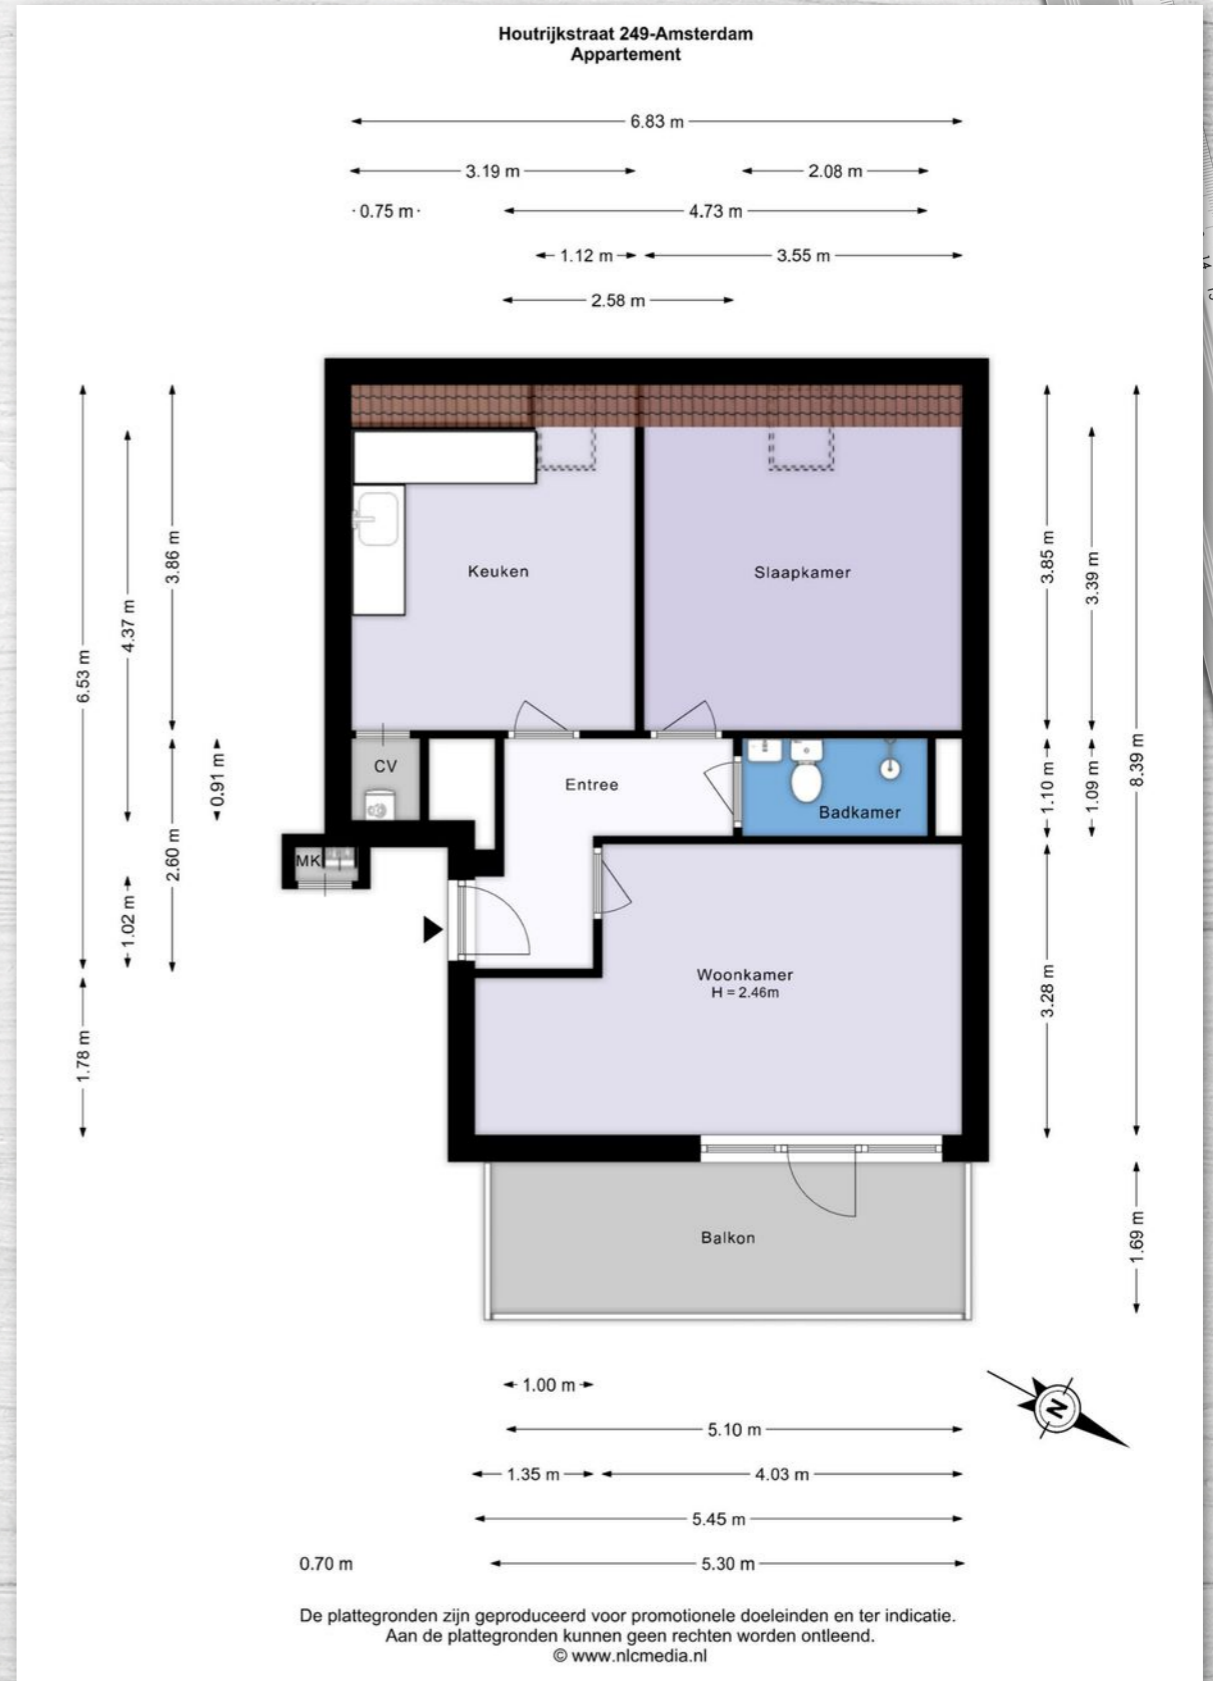 Houtrijkstraat 249-Amsterdam
Appartement
6.83 m
3.19 m
2.08 m
0.75 m
4.73 m
1.12 m
3.55 m
2.58 m
6.53 m
4.37 m
3.86 m
0.91 m
2.60 m
1.02 m
1.78 m
Keuken
Slaapkamer
CV
Entree
Badkamer
MK
Woonkamer
H = 2.46m
Balkon
3.85 m
3.39 m
8.39 m
1.10 m
1.09 m
3.28 m
1.69 m
N
1.00 m
5.10 m
1.35 m
4.03 m
5.45 m
0.70 m
5.30 m
De plattegronden zijn geproduceerd voor promotionele doeleinden en ter indicatie.
Aan de plattegronden kunnen geen rechten worden ontleend.
© www.nlcmedia.nl
14